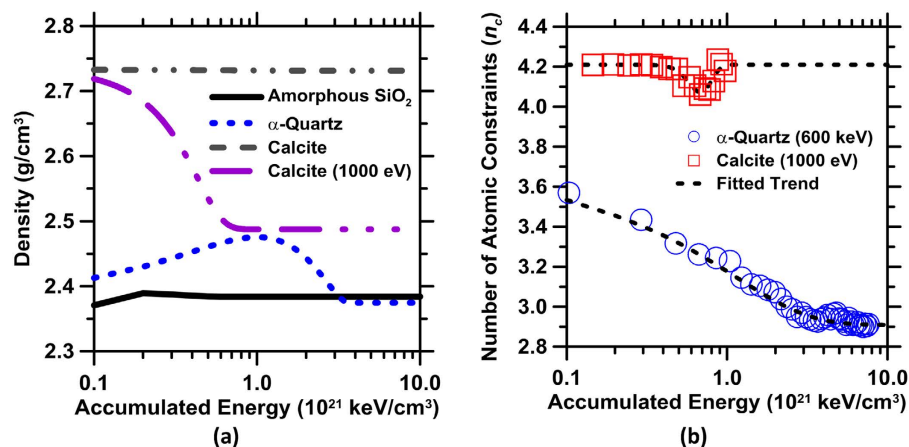 2.8
2.7
2.6
2.5
2.4
2.3
Density (g/cm³)
Amorphous SiO₂
α-Quartz
Calcite
Calcite (1000 eV)
0.1 1.0 10.0
Accumulated Energy (10²¹ keV/cm³)
(a)
4.4
4.2
4.0
3.6
3.4
3.2
3.0
2.8
Number of Atomic Constraints (n_c)
α-Quartz (600 keV)
Calcite (1000 eV)
Fitted Trend
0.1 1.0 10.0
Accumulated Energy (10²¹ keV/cm³)
(b)